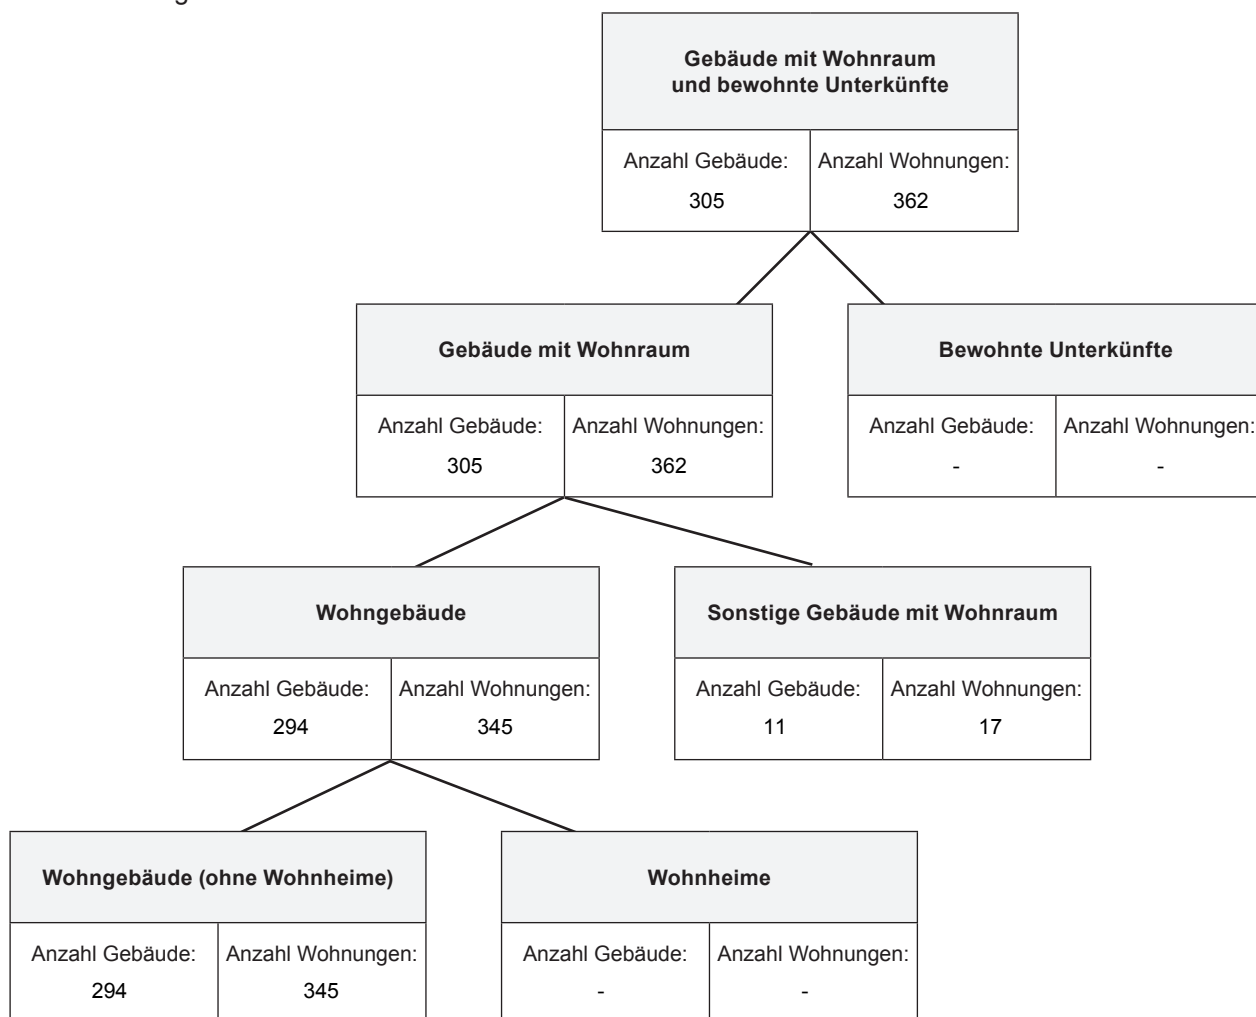 Gebäude mit Wohnraum
und bewohnte Unterkünfte
Anzahl Gebäude: Anzahl Wohnungen:
305 362
Gebäude mit Wohnraum Bewohnte Unterkünfte
Anzahl Gebäude: Anzahl Wohnungen: Anzahl Gebäude: Anzahl Wohnungen:
305 362 - -
Wohngebäude Sonstige Gebäude mit Wohnraum
Anzahl Gebäude: Anzahl Wohnungen: Anzahl Gebäude: Anzahl Wohnungen:
294 345 11 17
Wohngebäude (ohne Wohnheime) Wohnheime
Anzahl Gebäude: Anzahl Wohnungen: Anzahl Gebäude: Anzahl Wohnungen:
294 345 - -